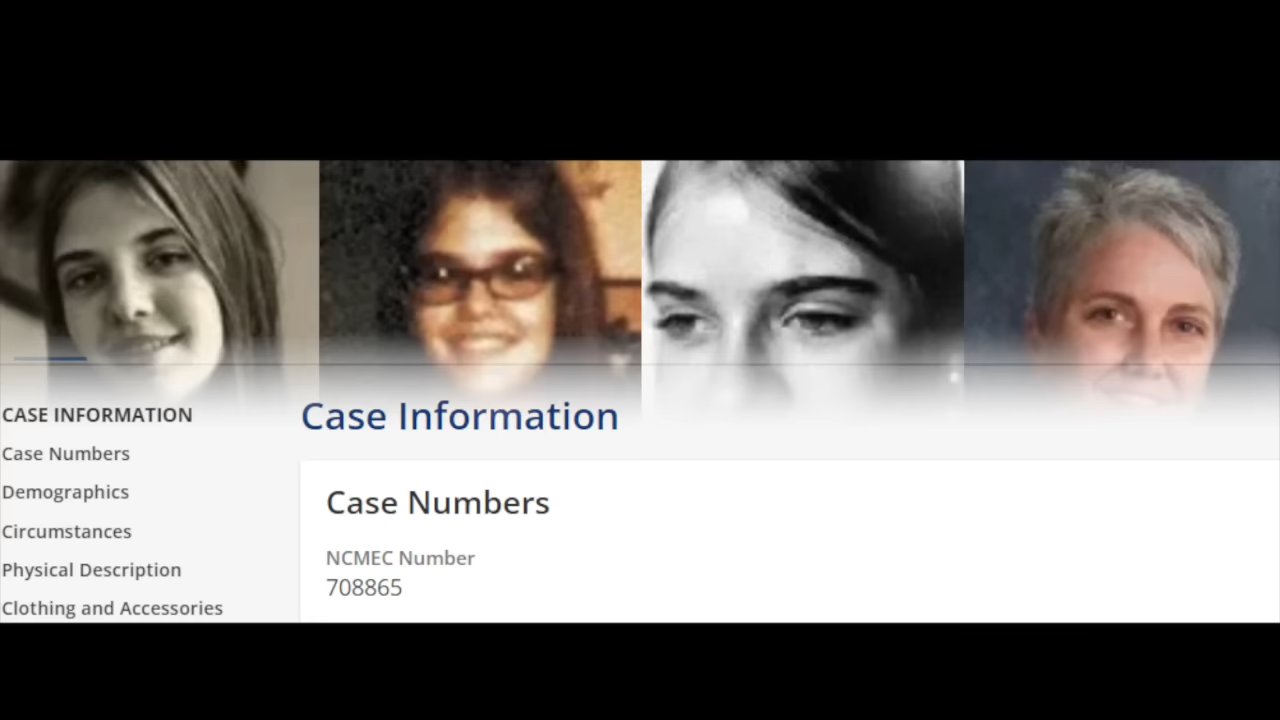 CASE INFORMATION
Case Numbers
Demographics
Circumstances
Physical Description
Clothing and Accessories
Case Information
Case Numbers
NCMEC Number
708865